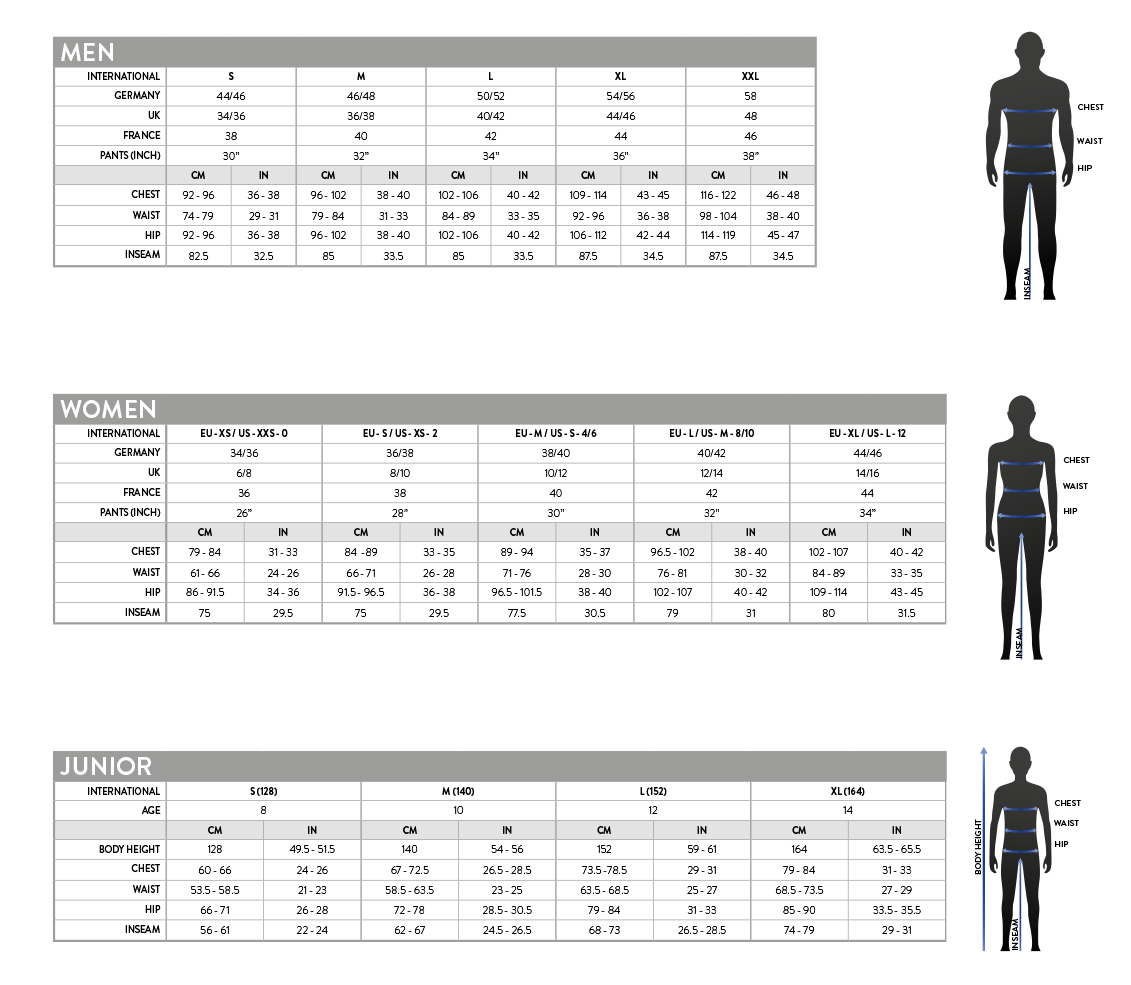 MEN
INTERNATIONAL S M L XL XXL
GERMANY 44/46 46/48 50/52 54/56 58
UK 34/36 36/38 40/42 44/46 48
FRANCE 38 40 42 44 46
PANTS (INCH) 30” 32” 34” 36” 38”
CM IN CM IN CM IN CM IN CM IN
CHEST 92 - 96 36 - 38 96 - 102 38 - 40 102 - 106 40 - 42 109 - 114 43 - 45 116 - 122 46 - 48
WAIST 74 - 79 29 - 31 79 - 84 31 - 33 84 - 89 33 - 35 92 - 96 36 - 38 98 - 104 38 - 40
HIP 92 - 96 36 - 38 96 - 102 38 - 40 102 - 106 40 - 42 106 - 112 42 - 44 114 - 119 45 - 47
INSEAM 82.5 32.5 85 33.5 85 33.5 87.5 34.5 87.5 34.5
CHEST
WAIST
HIP
INSEAM
WOMEN
INTERNATIONAL EU - XS / US - XXS - 0 EU - S / US - XS - 2 EU - M / US - S - 4/6 EU - L / US - M - 8/10 EU - XL / US - L - 12
GERMANY 34/36 36/38 38/40 40/42 44/46
UK 6/8 8/10 10/12 12/14 14/16
FRANCE 36 38 40 42 44
PANTS (INCH) 26” 28” 30” 32” 34”
CM IN CM IN CM IN CM IN CM IN
CHEST 79 - 84 31 - 33 84 - 89 33 - 35 89 - 94 35 - 37 96.5 - 102 38 - 40 102 - 107 40 - 42
WAIST 61 - 66 24 - 26 66 - 71 26 - 28 71 - 76 28 - 30 76 - 81 30 - 32 84 - 89 33 - 35
HIP 86 - 91.5 34 - 36 91.5 - 96.5 36 - 38 96.5 - 101.5 38 - 40 102 - 107 40 - 42 109 - 114 43 - 45
INSEAM 75 29.5 75 29.5 77.5 30.5 79 31 80 31.5
CHEST
WAIST
HIP
INSEAM
JUNIOR
INTERNATIONAL S (128) M (140) L (152) XL (164)
AGE 8 10 12 14
CM IN CM IN CM IN CM IN
BODY HEIGHT 128 49.5 - 51.5 140 54 - 56 152 59 - 61 164 63.5 - 65.5
CHEST 60 - 66 24 - 26 67 - 72.5 26.5 - 28.5 73.5 -78.5 29 - 31 79 - 84 31 - 33
WAIST 53.5 - 58.5 21 - 23 58.5 - 63.5 23 - 25 63.5 - 68.5 25 - 27 68.5 - 73.5 27 - 29
HIP 66 - 71 26 - 28 72 - 78 28.5 - 30.5 79 - 84 31 - 33 85 - 90 33.5 - 35.5
INSEAM 56 - 61 22 - 24 62 - 67 24.5 - 26.5 68 - 73 26.5 - 28.5 74 - 79 29 - 31
CHEST
WAIST
HIP
BODY HEIGHT
INSEAM